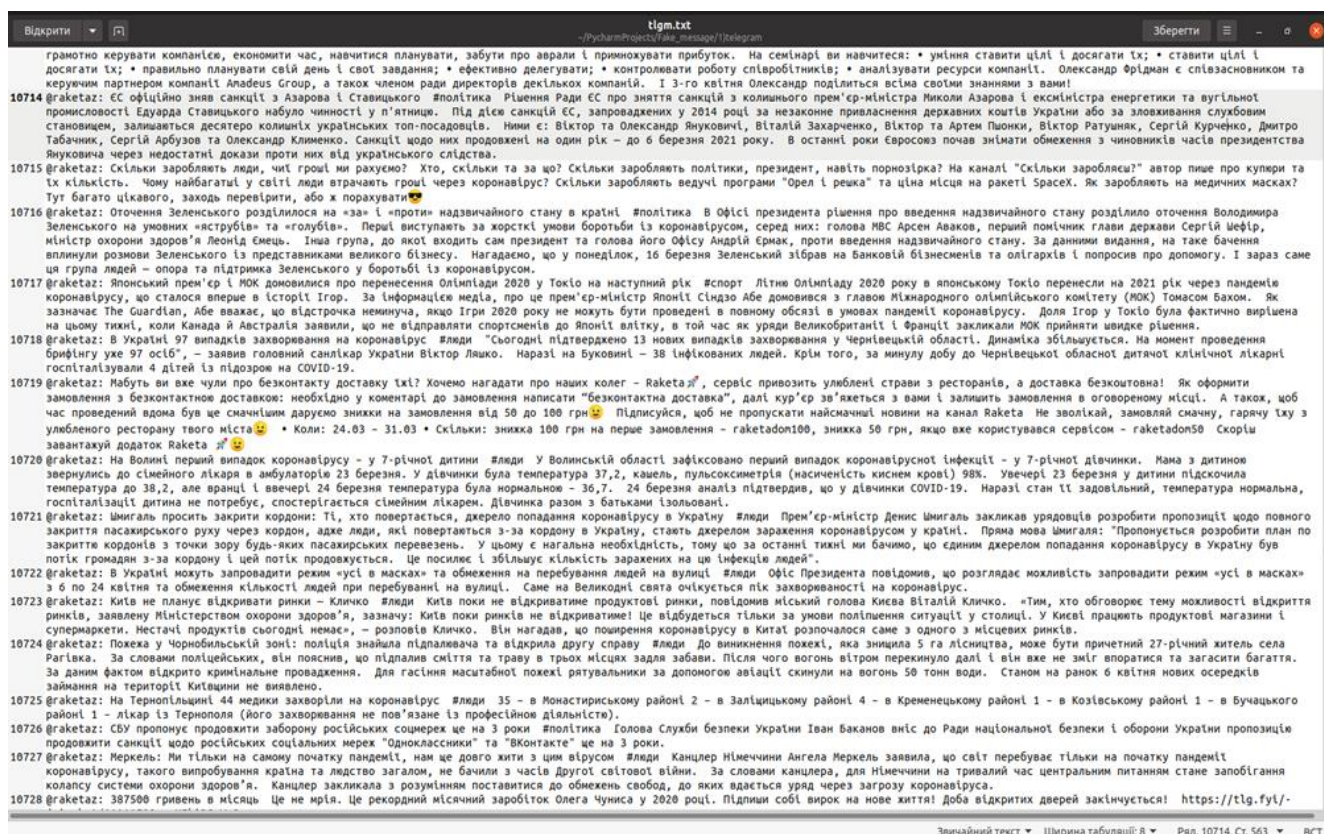 Відкрити
tlgm.txt
~/PycharmProjects/Fake_message/1)telegram
Зберегти
грамотно керувати компанією, економити час, навчитися планувати, забути про аврали і примножувати прибуток. На семінарі ви навчитеся: • уміння ставити цілі і досягати їх; • ставити цілі і
досягати їх; • правильно планувати свій день і свої завдання; • ефективно делегувати; • контролювати роботу співробітників; • аналізувати ресурси компанії. Олександр Фрідман є співзасновником та
керуючим партнером компанії Amadeus Group, а також членом ради директорів декількох компаній. І 3-го квітня Олександр поділиться всіма своїми знаннями з вами!
10714 @raketaz: ЄС офіційно зняв санкції з Азарова і Ставицького #політика Рішення Ради ЄС про зняття санкцій з колишнього прем'єр-міністра Миколи Азарова і ексміністра енергетики та вугільної
промисловості Едуарда Ставицького набуло чинності у п'ятницю. Під дією санкцій ЄС, запроваджених у 2014 році за незаконне привласнення державних коштів України або за зловживання службовим
становищем, залишаються десятеро колишніх українських топ-посадовців. Ними є: Віктор та Олександр Януковичі, Віталій Захарченко, Віктор та Артем Пшонки, Віктор Ратушняк, Сергій Курченко, Дмитро
Табачник, Сергій Арбузов та Олександр Клименко. Санкції щодо них продовжені на один рік – до 6 березня 2021 року. В останні роки Євросоюз почав знімати обмеження з чиновників часів президентства
Януковича через недостатні докази проти них від українського слідства.
10715 @raketaz: Скільки заробляють люди, чиї гроші ми рахуємо? Хто, скільки та за що? Скільки заробляють політики, президент, навіть порнозірка? На каналі "Скільки заробляєш?" автор пише про купюри та
їх кількість. Чому найбагатші у світі люди втрачають гроші через коронавірус? Скільки заробляють ведучі програми "Орел і решка" та ціна місця на ракеті SpaceX. Як заробляють на медичних масках?
Тут багато цікавого, заходь перевірити, або ж порахувати😎
10716 @raketaz: Оточення Зеленського розділилося на «за» і «проти» надзвичайного стану в країні #політика В Офісі президента рішення про введення надзвичайного стану розділило оточення Володимира
Зеленського на умовних «яструбів» та «голубів». Перші виступають за жорсткі умови боротьби із коронавірусом, серед них: голова МВС Арсен Аваков, перший помічник глави держави Сергій Шефір,
міністр охорони здоров’я Леонід Ємець. Інша група, до якої входить сам президент та голова його Офісу Андрій Єрмак, проти введення надзвичайного стану. За данними видання, на таке бачення
вплинули розмови Зеленського із представниками великого бізнесу. Нагадаємо, що у понеділок, 16 березня Зеленський зібрав на Банковій бізнесменів та олігархів і попросив про допомогу. І зараз саме
ця група людей – опора та підтримка Зеленського у боротьбі із коронавірусом.
10717 @raketaz: Японський прем'єр і МОК домовилися про перенесення Олімпіади 2020 у Токіо на наступний рік #спорт Літню Олімпіаду 2020 року в японському Токіо перенесли на 2021 рік через пандемію
коронавірусу, що сталося вперше в історії Ігор. За інформацією медіа, про це прем'єр-міністр Японії Сіндзо Абе домовився з главою Міжнародного олімпійського комітету (МОК) Томасом Бахом. Як
зазначає The Guardian, Абе вважає, що відстрочка неминуча, якщо Ігри 2020 року не можуть бути проведені в повному обсязі в умовах пандемії коронавірусу. Доля Ігор у Токіо була фактично вирішена
на цьому тижні, коли Канада й Австралія заявили, що не відправляти спортсменів до Японії влітку, в той час як уряди Великобританії і Франції закликали МОК прийняти швидке рішення.
10718 @raketaz: В Україні 97 випадків захворювання на коронавірус #люди "Сьогодні підтверджено 13 нових випадків захворювання у Чернівецькій області. Динаміка збільшується. На момент проведення
брифінгу уже 97 осіб", – заявив головний санлікар України Віктор Ляшко. Наразі на Буковині – 38 інфікованих людей. Крім того, за минулу добу до Чернівецької обласної дитячої клінічної лікарні
госпіталізували 4 дітей із підозрою на COVID-19.
10719 @raketaz: Мабуть ви вже чули про безконтакту доставку їжі? Хочемо нагадати про наших колег – Raketa🚀, сервіс привозить улюблені страви з ресторанів, а доставка безкоштовна! Як оформити
замовлення з безконтактною доставкою: необхідно у коментарі до замовлення написати “безконтактна доставка”, далі кур’єр зв’яжеться з вами і залишить замовлення в оговореному місці. А також, щоб
час проведений вдома був ще смачнішим даруємо знижки на замовлення від 50 до 100 грн😉 Підписуйся, щоб не пропускати найсмачніші новини на канал Raketa Не зволікай, замовляй смачну, гарячу їжу з
улюбленого ресторану твого міста😉 • Коли: 24.03 – 31.03 • Скільки: знижка 100 грн на перше замовлення – raketadom100, знижка 50 грн, якщо вже користувався сервісом – raketadom50 Скоріш
завантажуй додаток Raketa 🚀😉
10720 @raketaz: На Волині перший випадок коронавірусу - у 7-річної дитини #люди У Волинській області зафіксовано перший випадок коронавірусної інфекції - у 7-річної дівчинки. Мама з дитиною
звернулись до сімейного лікаря в амбулаторію 23 березня. У дівчинки була температура 37,2, кашель, пульсоксиметрія (насиченість киснем крові) 98%. Увечері 23 березня у дитини підскочила
температура до 38,2, але вранці і ввечері 24 березня температура була нормальною – 36,7. 24 березня аналіз підтвердив, що у дівчинки COVID-19. Наразі стан її задовільний, температура нормальна,
госпіталізації дитина не потребує, спостерігається сімейним лікарем. Дівчинка разом з батьками ізольовані.
10721 @raketaz: Шмигаль просить закрити кордони: Ті, хто повертається, джерело попадання коронавірусу в Україну #люди Прем’єр-міністр Денис Шмигаль закликав урядовців розробити пропозиції щодо повного
закриття пасажирського руху через кордон, адже люди, які повертаються з-за кордону в Україну, стають джерелом зараження коронавірусом у країні. Пряма мова Шмигаля: "Пропонується розробити план по
закриттю кордонів з точки зору будь-яких пасажирських перевезень. У цьому є нагальна необхідність, тому що за останні тижні ми бачимо, що єдиним джерелом попадання коронавірусу в Україну був
потік громадян з-за кордону і цей потік продовжується. Це посилює і збільшує кількість заражених на цю інфекцію людей".
10722 @raketaz: В Україні можуть запровадити режим «усі в масках» та обмеження на перебування людей на вулиці #люди Офіс Президента повідомив, що розглядає можливість запровадити режим «усі в масках»
з 6 по 24 квітня та обмеження кількості людей при перебуванні на вулиці. Саме на Великодні свята очікується пік захворюваності на коронавірус.
10723 @raketaz: Київ не планує відкривати ринки – Кличко #люди Київ поки не відкриватиме продуктові ринки, повідомив міський голова Києва Віталій Кличко. «Тим, хто обговорює тему можливості відкриття
ринків, заявлену Міністерством охорони здоров’я, зазначу: Київ поки ринків не відкриватиме! Це відбудеться тільки за умови поліпшення ситуації у столиці. У Києві працюють продуктові магазини і
супермаркети. Нестачі продуктів сьогодні немає», – розповів Кличко. Він нагадав, що поширення коронавірусу в Китаї розпочалося саме з одного з місцевих ринків.
10724 @raketaz: Пожежа у Чорнобильській зоні: поліція знайшла підпалювача та відкрила другу справу #люди До виникнення пожежі, яка знищила 5 га лісництва, може бути причетний 27-річний житель села
Рагівка. За словами поліцейських, він пояснив, що підпалив сміття та траву в трьох місцях задля забави. Після чого вогонь вітром перекинуло далі і він вже не зміг впоратися та загасити багаття.
За даним фактом відкрито кримінальне провадження. Для гасіння масштабної пожежі рятувальники за допомогою авіації скинули на вогонь 50 тонн води. Станом на ранок 6 квітня нових осередків
займання на території Київщини не виявлено.
10725 @raketaz: На Тернопільщині 44 медики захворіли на коронавірус #люди 35 – в Монастириському районі 2 – в Заліщицькому районі 4 – в Кременецькому районі 1 – в Козівському районі 1 – в Бучацького
районі 1 – лікар із Тернополя (його захворювання не пов’язане із професійною діяльністю).
10726 @raketaz: СБУ пропонує продовжити заборону російських соцмереж ще на 3 роки #політика Голова Служби безпеки України Іван Баканов вніс до Ради національної безпеки і оборони України пропозицію
продовжити санкції щодо російських соціальних мереж "Одноклассники" та "ВКонтакте" ще на 3 роки.
10727 @raketaz: Меркель: Ми тільки на самому початку пандемії, нам ще довго жити з цим вірусом #люди Канцлер Німеччини Ангела Меркель заявила, що світ перебуває тільки на початку пандемії
коронавірусу, такого випробування країна та людство загалом, не бачили з часів Другої світової війни. За словами канцлера, для Німеччини на тривалий час центральним питанням стане запобігання
колапсу системи охорони здоров’я. Канцлер закликала з розумінням поставитися до обмежень свобод, до яких вдається уряд через загрозу коронавіруса.
10728 @raketaz: 387500 гривень в місяць Це не мрія. Це рекордний місячний заробіток Олега Чуниса у 2020 році. Підпиши собі вирок на нове життя! Доба відкритих дверей закінчується! https://tlg.fyi/-
Звичайний текст Ширина табуляції: 8 Ряд. 10714, Ст. 563 ВСТ